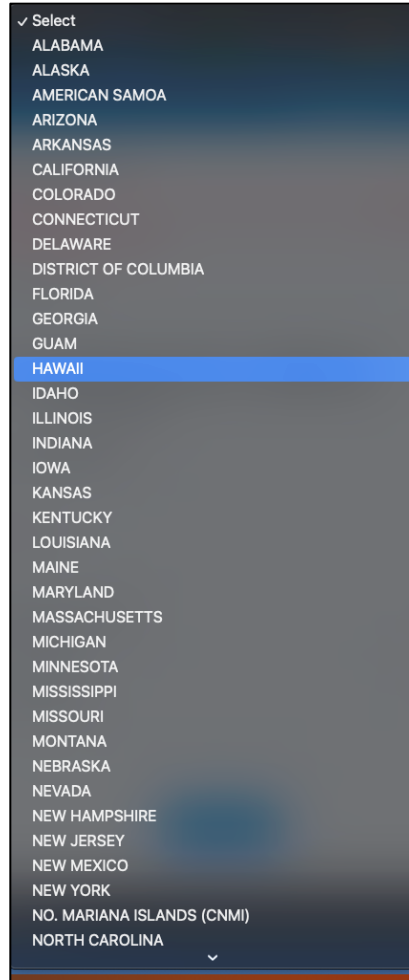 ✓ Select
ALABAMA
ALASKA
AMERICAN SAMOA
ARIZONA
ARKANSAS
CALIFORNIA
COLORADO
CONNECTICUT
DELAWARE
DISTRICT OF COLUMBIA
FLORIDA
GEORGIA
GUAM
HAWAII
IDAHO
ILLINOIS
INDIANA
IOWA
KANSAS
KENTUCKY
LOUISIANA
MAINE
MARYLAND
MASSACHUSETTS
MICHIGAN
MINNESOTA
MISSISSIPPI
MISSOURI
MONTANA
NEBRASKA
NEVADA
NEW HAMPSHIRE
NEW JERSEY
NEW MEXICO
NEW YORK
NO. MARIANA ISLANDS (CNMI)
NORTH CAROLINA